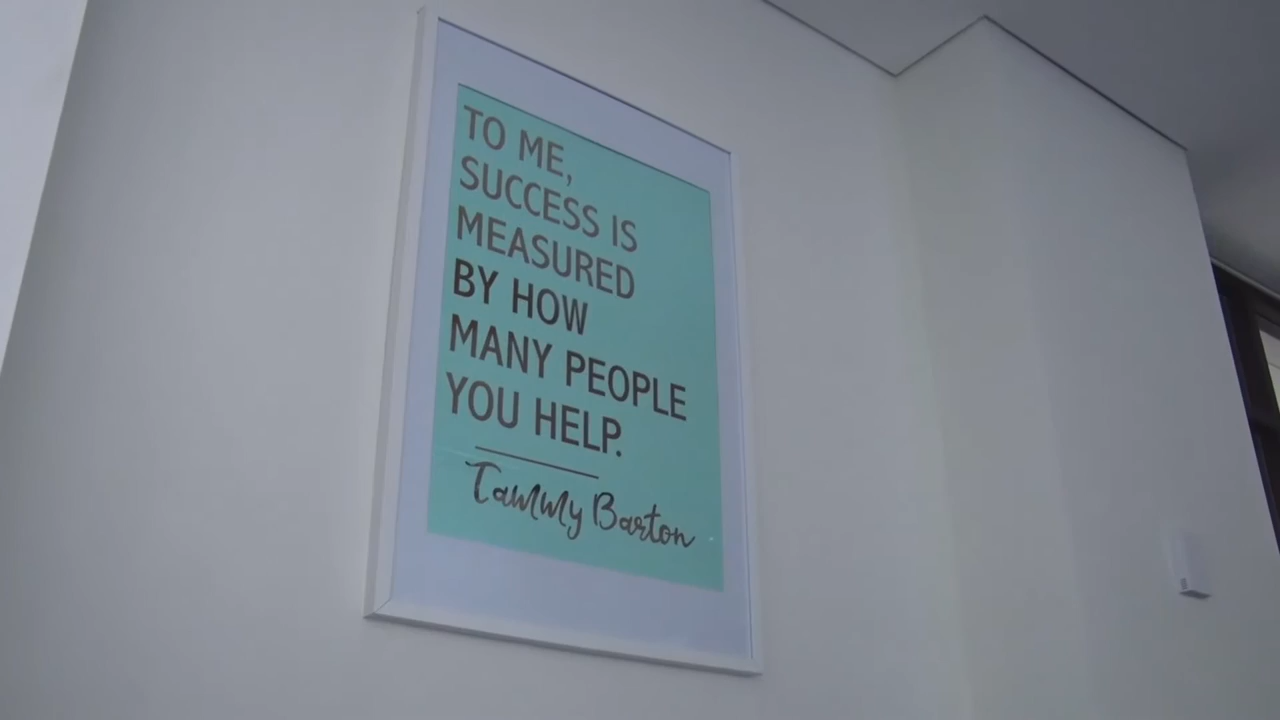 TO ME,
SUCCESS IS
MEASURED
BY HOW
MANY PEOPLE
YOU HELP.
Tammy Barton